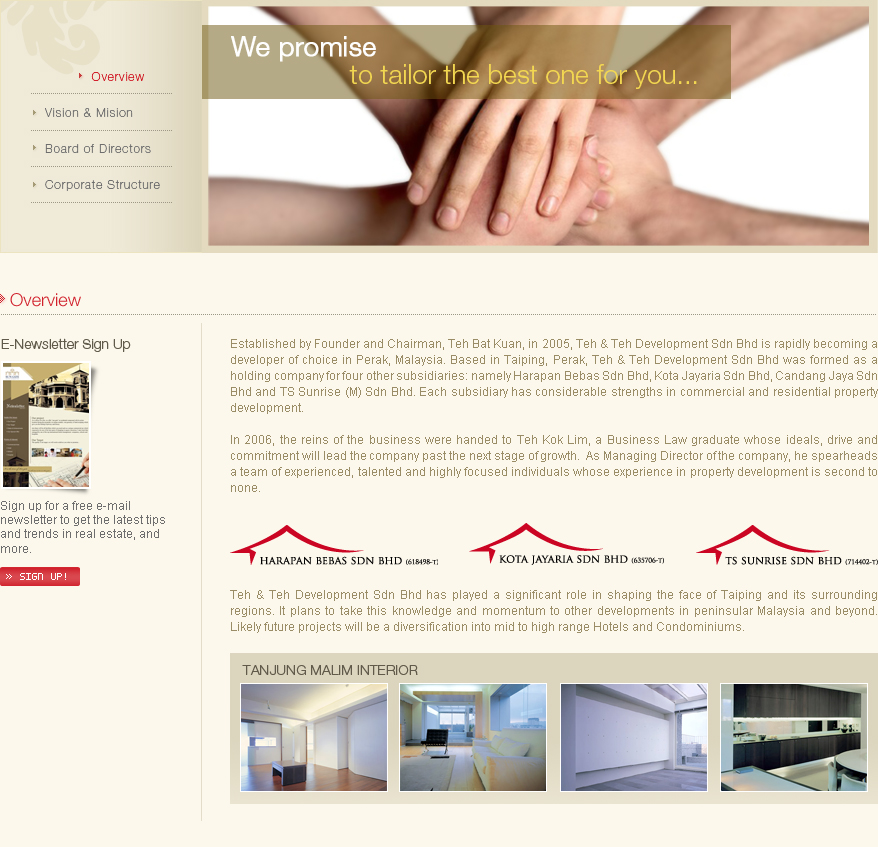 We promise
to tailor the best one for you...
Overview
Vision & Mision
Board of Directors
Corporate Structure
Overview
E-Newsletter Sign Up
Sign up for a free e-mail
newsletter to get the latest tips
and trends in real estate, and
more.
» SIGN UP!
Established by Founder and Chairman, Teh Bat Kuan, in 2005, Teh & Teh Development Sdn Bhd is rapidly becoming a
developer of choice in Perak, Malaysia. Based in Taiping, Perak, Teh & Teh Development Sdn Bhd was formed as a
holding company for four other subsidiaries: namely Harapan Bebas Sdn Bhd, Kota Jayaria Sdn Bhd, Candang Jaya Sdn
Bhd and TS Sunrise (M) Sdn Bhd. Each subsidiary has considerable strengths in commercial and residential property
development.
In 2006, the reins of the business were handed to Teh Kok Lim, a Business Law graduate whose ideals, drive and
commitment will lead the company past the next stage of growth. As Managing Director of the company, he spearheads
a team of experienced, talented and highly focused individuals whose experience in property development is second to
none.
HARAPAN BEBAS SDN BHD (618498-T)
KOTA JAYARIA SDN BHD (635706-T)
TS SUNRISE SDN BHD (714402-T)
Teh & Teh Development Sdn Bhd has played a significant role in shaping the face of Taiping and its surrounding
regions. It plans to take this knowledge and momentum to other developments in peninsular Malaysia and beyond.
Likely future projects will be a diversification into mid to high range Hotels and Condominiums.
TANJUNG MALIM INTERIOR